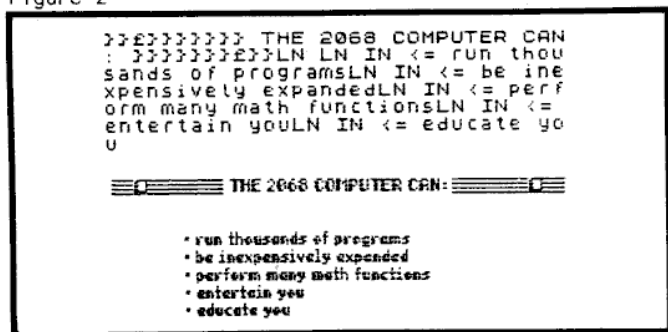 Figure 2
}}£}}}}}}} THE 2068 COMPUTER CAN
: }}}}}}}£}}LN LN IN <= run thou
sands of programsLN IN <= be ine
xpensively expandedLN IN <= perf
orm many math functionsLN IN <=
entertain youLN IN <= educate yo
u
THE 2068 COMPUTER CAN:
• run thousands of programs
• be inexpensively expanded
• perform many math functions
• entertain you
• educate you